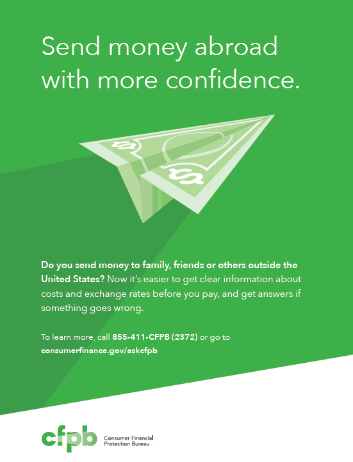 Send money abroad
with more confidence.
$
$
Do you send money to family, friends or others outside the
United States? Now it's easier to get clear information about
costs and exchange rates before you pay, and get answers if
something goes wrong.
To learn more, call 855-411-CFPB (2372) or go to
consumerfinance.gov/askcfpb
cfpb
Consumer Financial
Protection Bureau